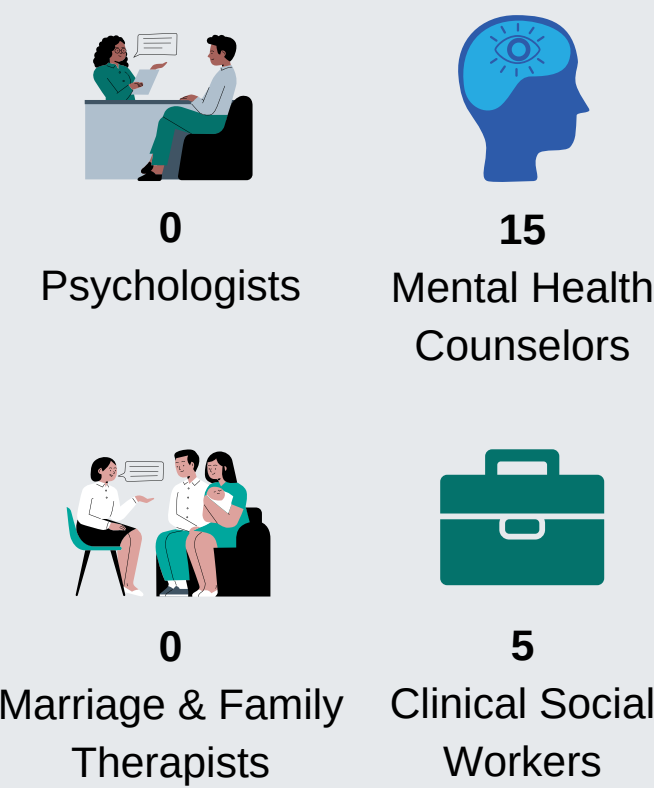 0
Psychologists
15
Mental Health
Counselors
0
Marriage & Family
Therapists
5
Clinical Social
Workers